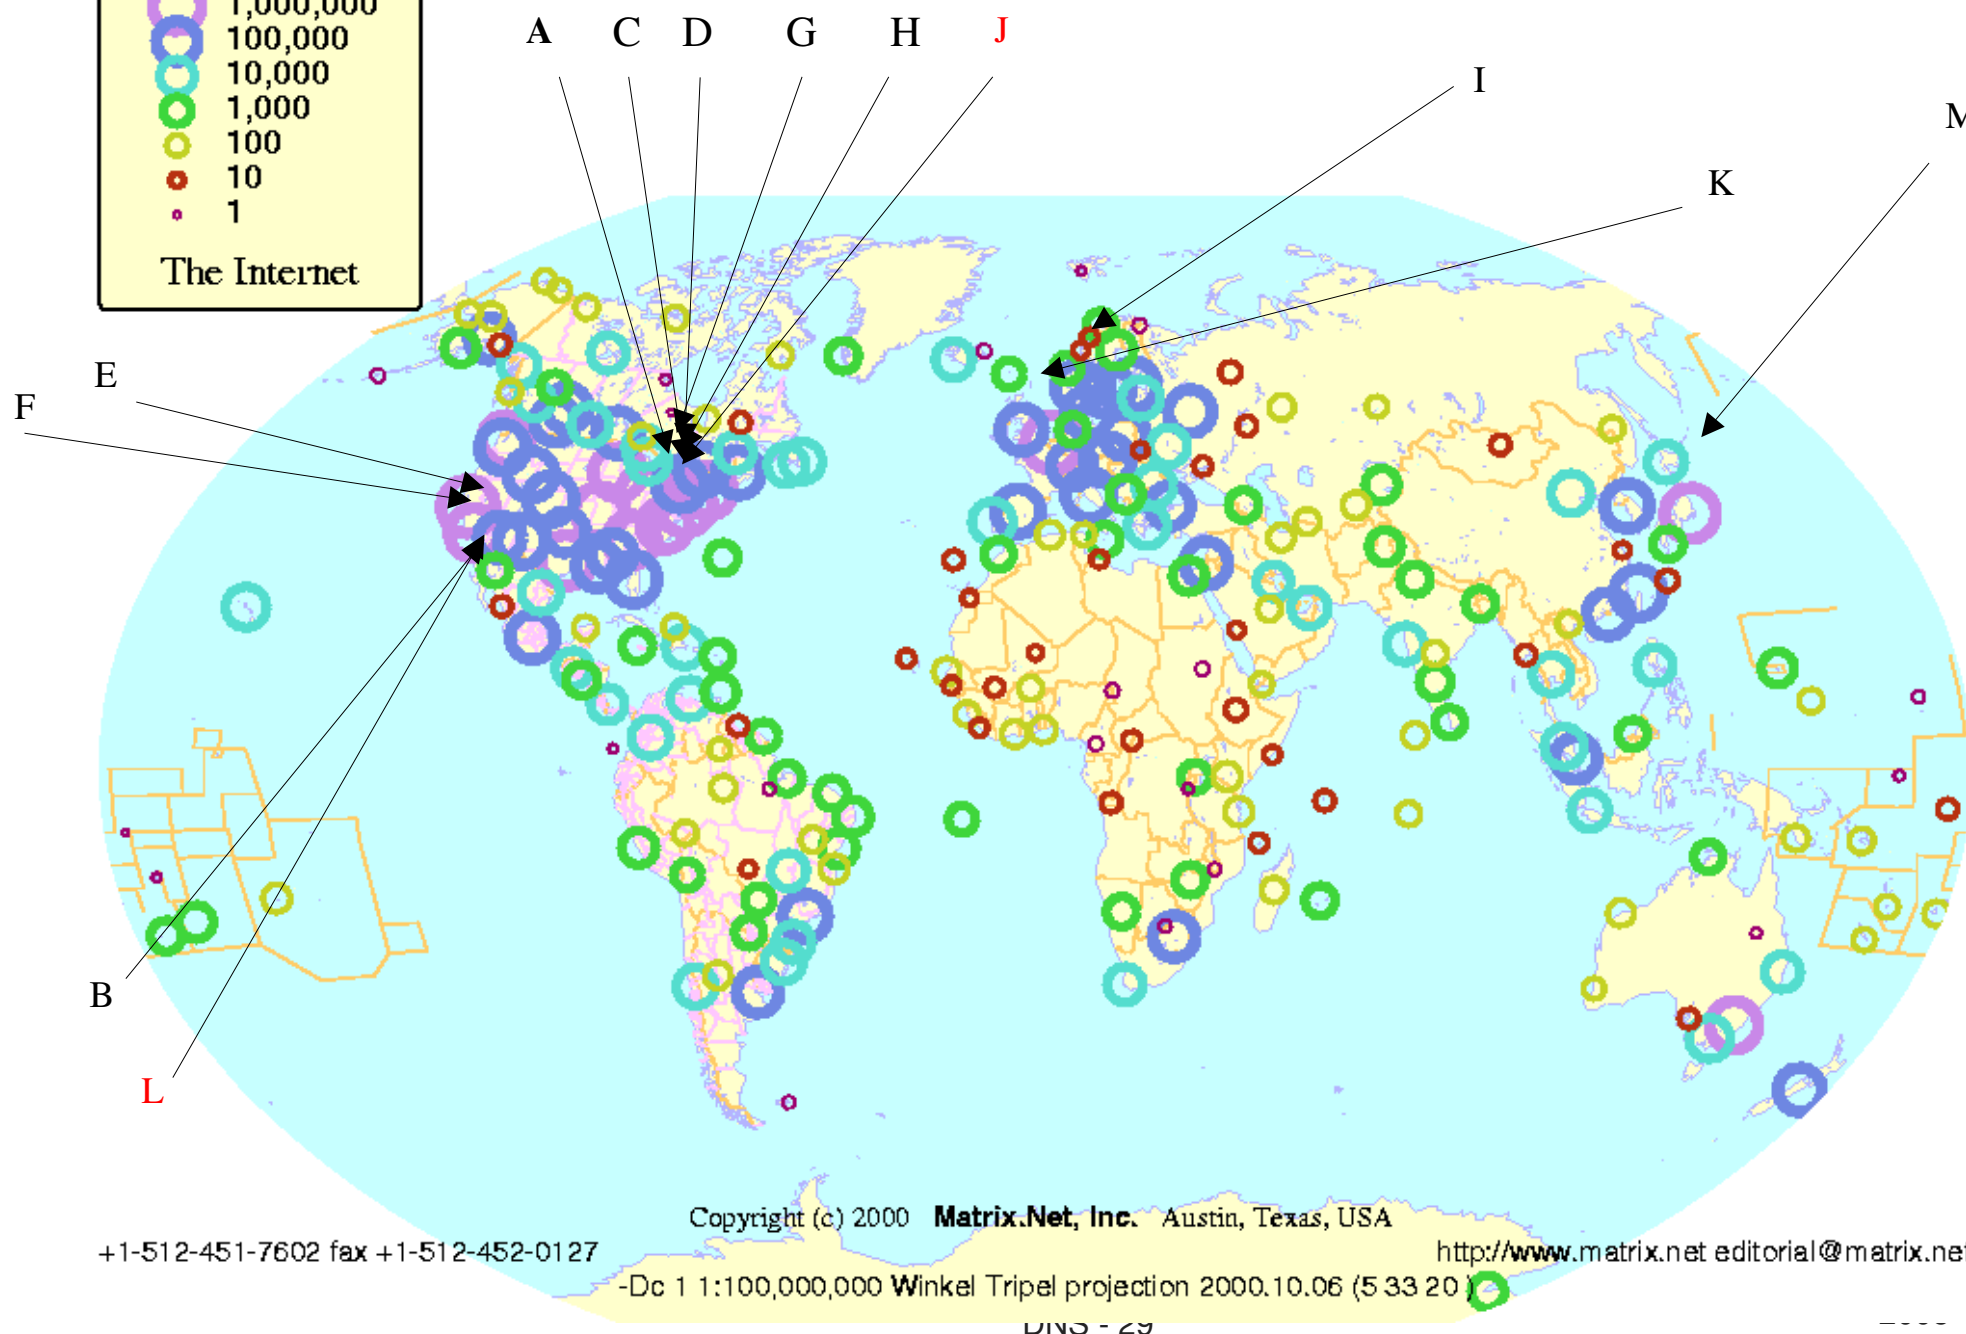 1,000,000
100,000
10,000
1,000
100
10
1
The Internet
A C D G H J
I
M
K
E
F
B
L
Copyright (c) 2000 Matrix.Net, Inc. Austin, Texas, USA
+1-512-451-7602 fax +1-512-452-0127
http://www.matrix.net editorial@matrix.net
-Dc 1 1:100,000,000 Winkel Tripel projection 2000.10.06 (5 33 20 )
DNS - 29